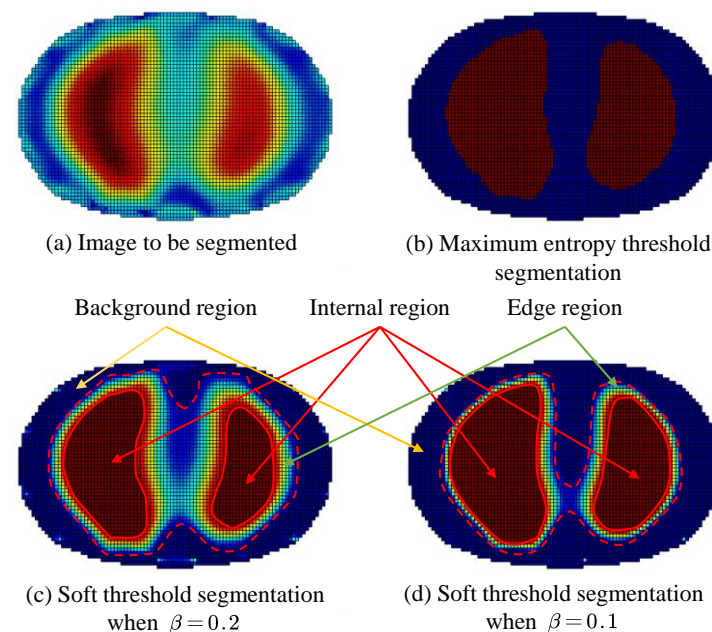 (a) Image to be segmented
(b) Maximum entropy threshold
segmentation
Background region
Internal region
Edge region
(c) Soft threshold segmentation
when β=0.2
(d) Soft threshold segmentation
when β=0.1